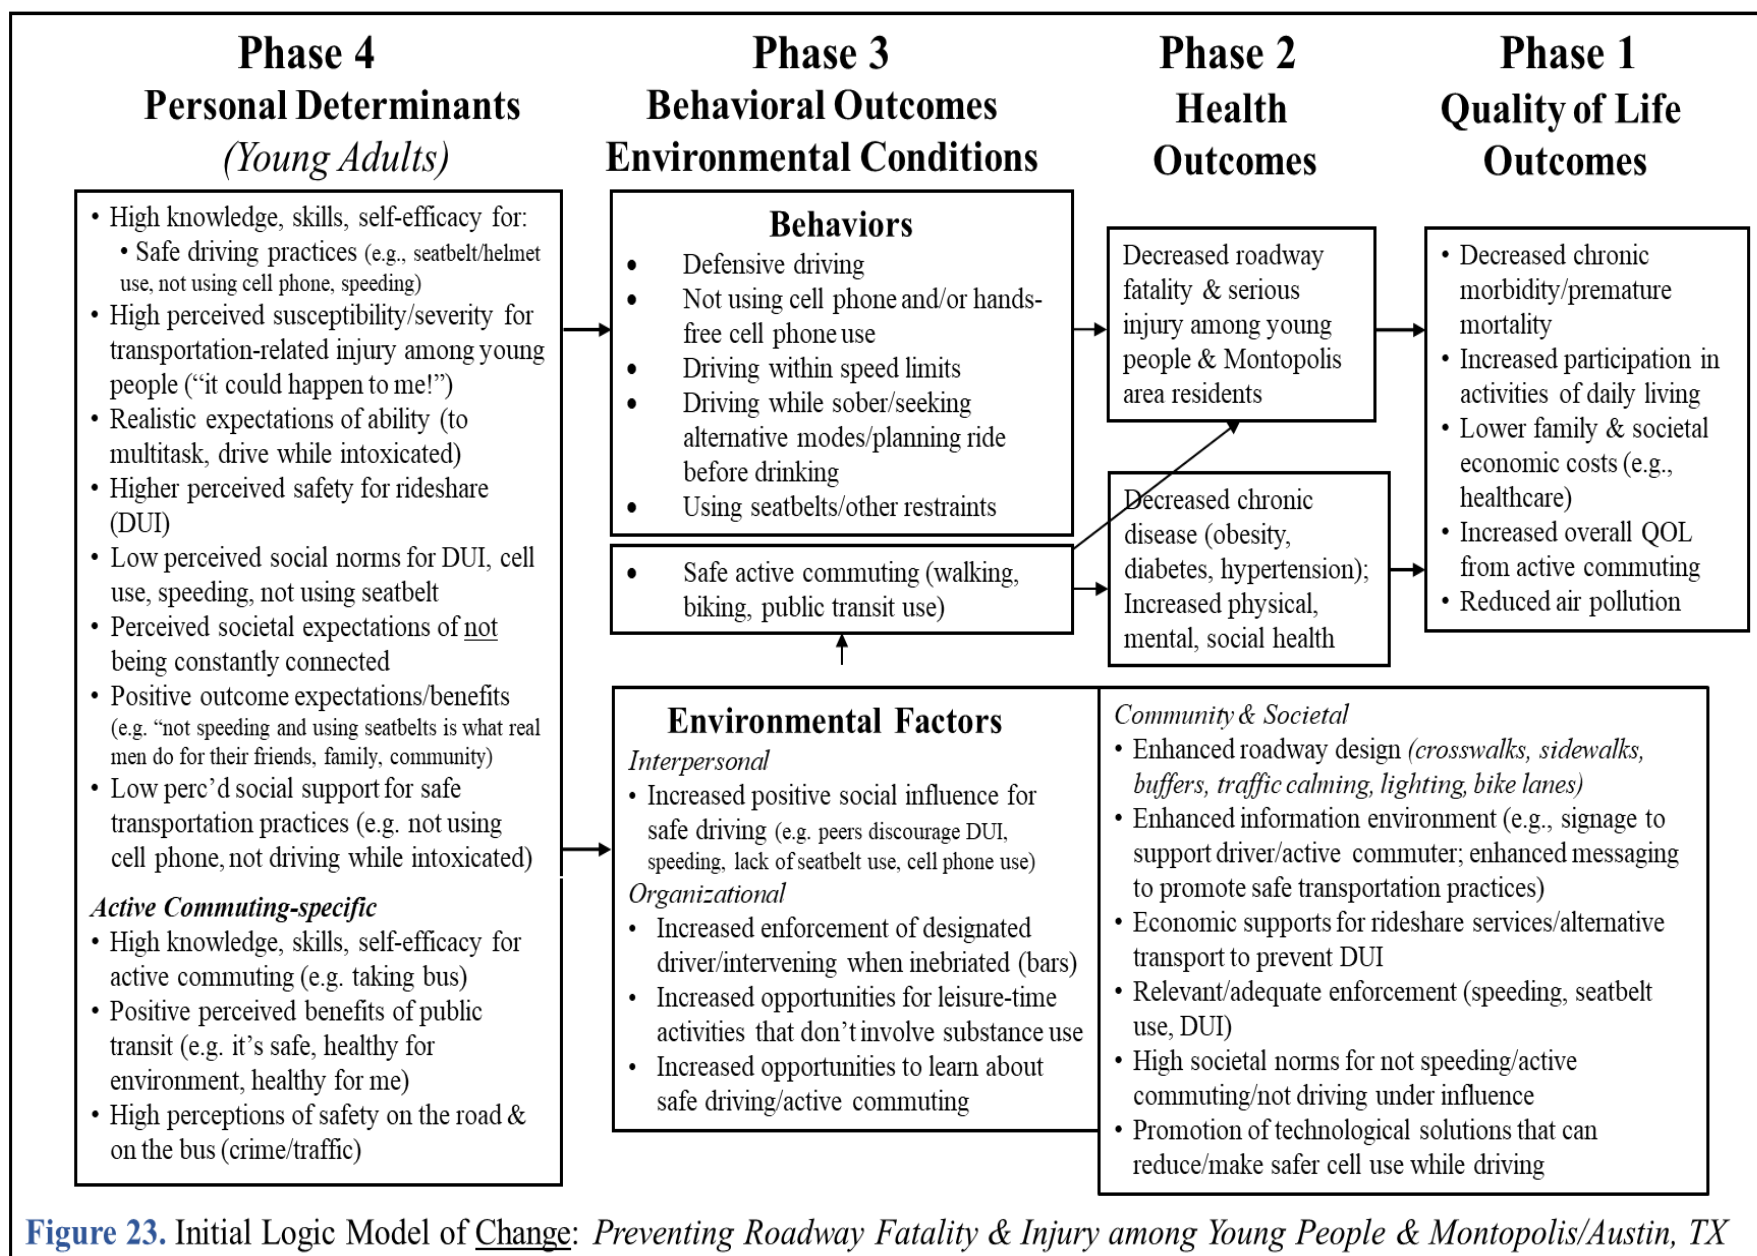 Phase 4
Personal Determinants
(Young Adults)
• High knowledge, skills, self-efficacy for:
• Safe driving practices (e.g., seatbelt/helmet
use, not using cell phone, speeding)
• High perceived susceptibility/severity for
transportation-related injury among young
people (“it could happen to me!”)
• Realistic expectations of ability (to
multitask, drive while intoxicated)
• Higher perceived safety for rideshare
(DUI)
• Low perceived social norms for DUI, cell
use, speeding, not using seatbelt
• Perceived societal expectations of not
being constantly connected
• Positive outcome expectations/benefits
(e.g. “not speeding and using seatbelts is what real
men do for their friends, family, community)
• Low perc’d social support for safe
transportation practices (e.g. not using
cell phone, not driving while intoxicated)
Active Commuting-specific
• High knowledge, skills, self-efficacy for
active commuting (e.g. taking bus)
• Positive perceived benefits of public
transit (e.g. it’s safe, healthy for
environment, healthy for me)
• High perceptions of safety on the road &
on the bus (crime/traffic)
Phase 3
Behavioral Outcomes
Environmental Conditions
Behaviors
• Defensive driving
• Not using cell phone and/or hands-
free cell phone use
• Driving within speed limits
• Driving while sober/seeking
alternative modes/planning ride
before drinking
• Using seatbelts/other restraints
• Safe active commuting (walking,
biking, public transit use)
Environmental Factors
Interpersonal
• Increased positive social influence for
safe driving (e.g. peers discourage DUI,
speeding, lack of seatbelt use, cell phone use)
Organizational
• Increased enforcement of designated
driver/intervening when inebriated (bars)
• Increased opportunities for leisure-time
activities that don’t involve substance use
• Increased opportunities to learn about
safe driving/active commuting
Community & Societal
• Enhanced roadway design (crosswalks, sidewalks,
buffers, traffic calming, lighting, bike lanes)
• Enhanced information environment (e.g., signage to
support driver/active commuter; enhanced messaging
to promote safe transportation practices)
• Economic supports for rideshare services/alternative
transport to prevent DUI
• Relevant/adequate enforcement (speeding, seatbelt
use, DUI)
• High societal norms for not speeding/active
commuting/not driving under influence
• Promotion of technological solutions that can
reduce/make safer cell use while driving
Phase 2
Health
Outcomes
Decreased roadway
fatality & serious
injury among young
people & Montopolis
area residents
Decreased chronic
disease (obesity,
diabetes, hypertension);
Increased physical,
mental, social health
Phase 1
Quality of Life
Outcomes
• Decreased chronic
morbidity/premature
mortality
• Increased participation in
activities of daily living
• Lower family & societal
economic costs (e.g.,
healthcare)
• Increased overall QOL
from active commuting
• Reduced air pollution
Figure 23. Initial Logic Model of Change: Preventing Roadway Fatality & Injury among Young People & Montopolis/Austin, TX